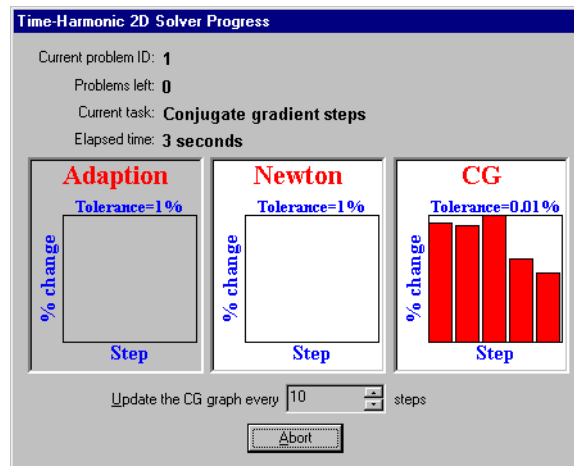 Time-Harmonic 2D Solver Progress
Current problem ID: 1
Problems left: 0
Current task: Conjugate gradient steps
Elapsed time: 3 seconds
Adaption
Tolerance=1%
% change
Step
Newton
Tolerance=1%
% change
Step
CG
Tolerance=0.01%
% change
Step
Update the CG graph every 10 steps
Abort